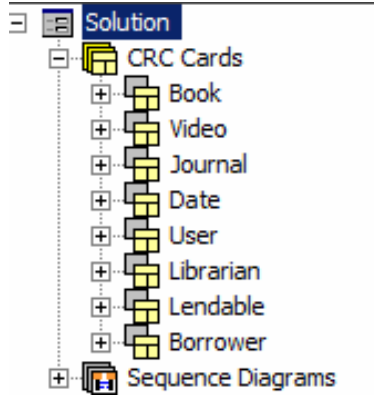 Solution
CRC Cards
Book
Video
Journal
Date
User
Librarian
Lendable
Borrower
Sequence Diagrams